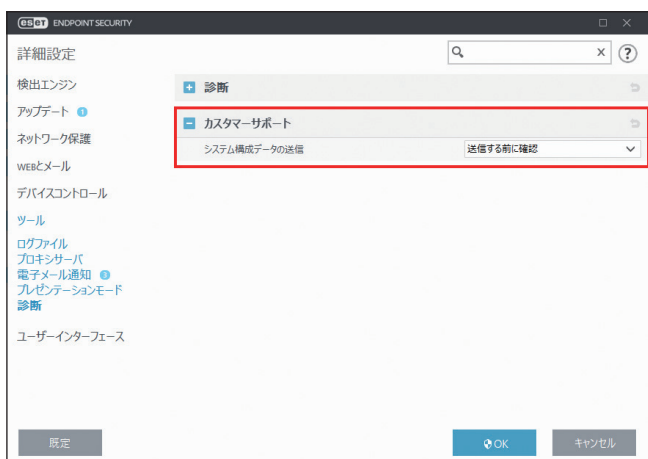 eset ENDPOINT SECURITY
詳細設定
検出エンジン
アップデート 1
ネットワーク保護
WEBとメール
デバイスコントロール
ツール
ログファイル
プロキシサーバ
電子メール通知 3
プレゼンテーションモード
診断
ユーザーインターフェース
診断
カスタマーサポート
システム構成データの送信 送信する前に確認
既定
OK
キャンセル